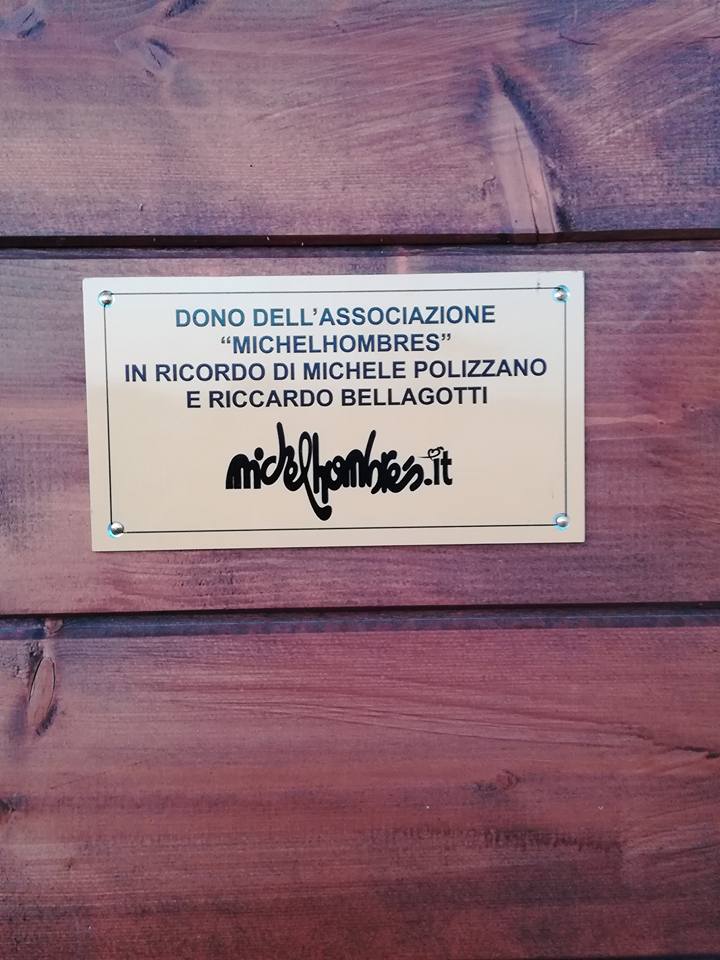 DONO DELL'ASSOCIAZIONE
"MICHELHOMBRES"
IN RICORDO DI MICHELE POLIZZANO
E RICCARDO BELLAGOTTI
michelhombres.it